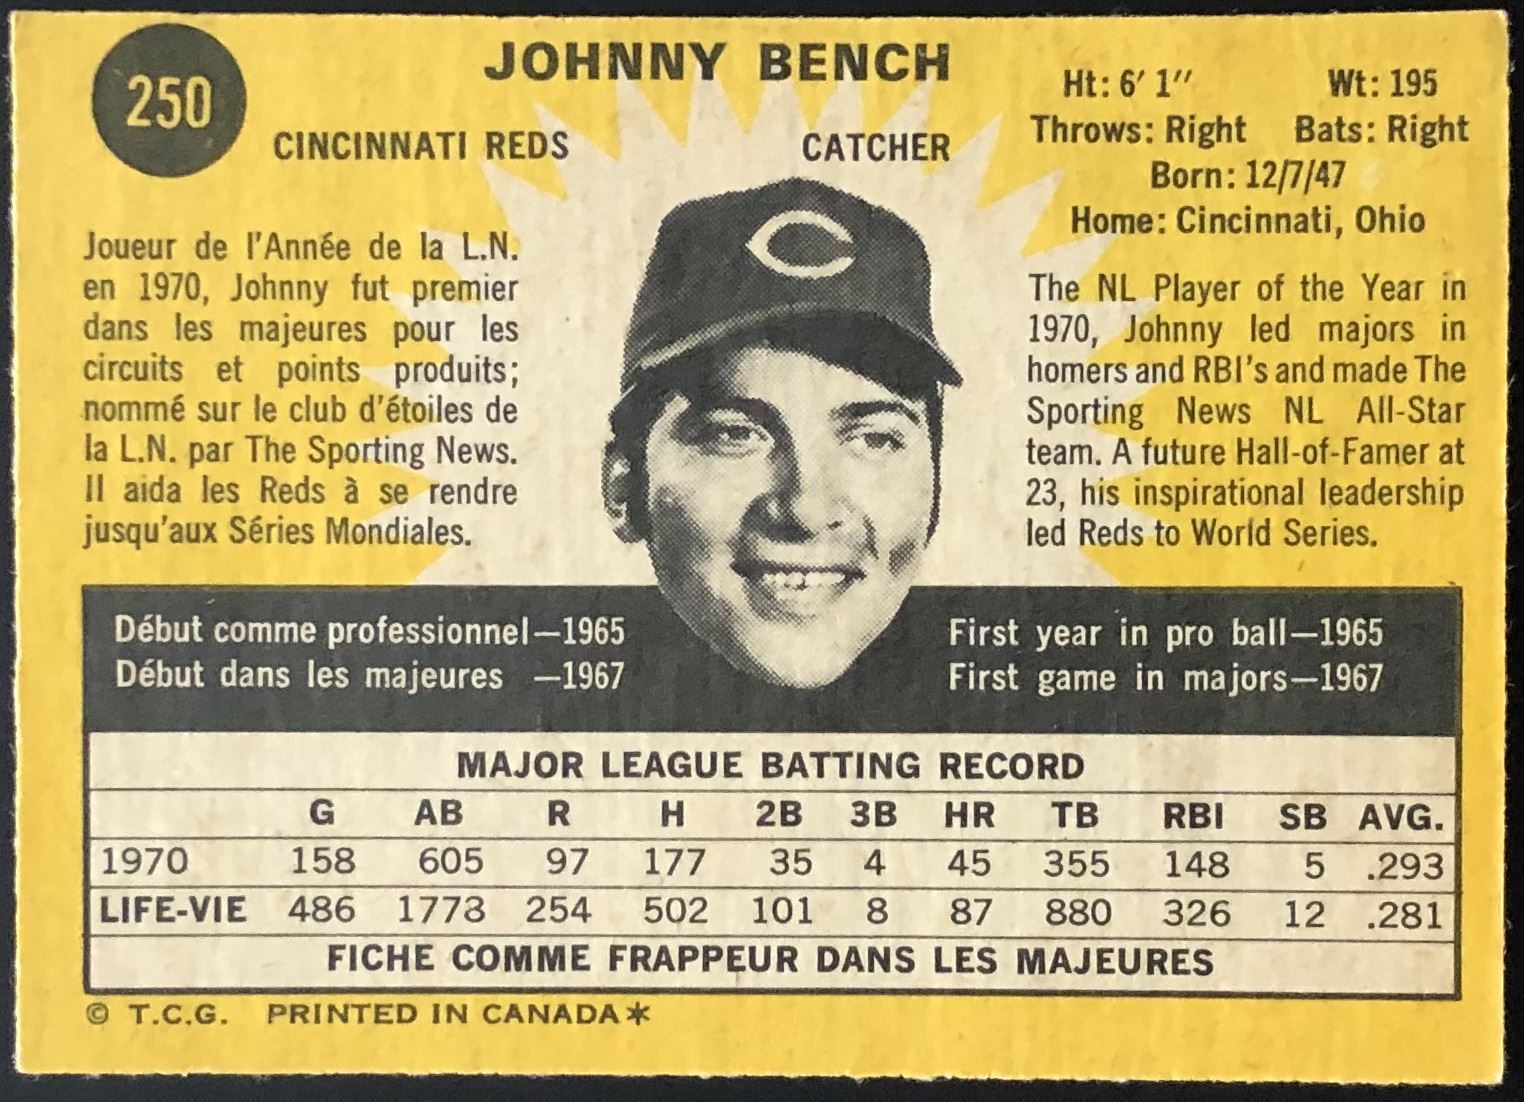 250
JOHNNY BENCH
CINCINNATI REDS CATCHER
Ht: 6' 1" Wt: 195
Throws: Right Bats: Right
Born: 12/7/47
Home: Cincinnati, Ohio
Joueur de l'Année de la L.N.
en 1970, Johnny fut premier
dans les majeures pour les
circuits et points produits;
nommé sur le club d'étoiles de
la L.N. par The Sporting News.
Il aida les Reds à se rendre
jusqu'aux Séries Mondiales.
C
The NL Player of the Year in
1970, Johnny led majors in
homers and RBI's and made The
Sporting News NL All-Star
team. A future Hall-of-Famer at
23, his inspirational leadership
led Reds to World Series.
Début comme professionnel—1965
Début dans les majeures —1967
First year in pro ball—1965
First game in majors—1967
MAJOR LEAGUE BATTING RECORD
G AB R H 2B 3B HR TB RBI SB AVG.
1970 158 605 97 177 35 4 45 355 148 5 .293
LIFE-VIE 486 1773 254 502 101 8 87 880 326 12 .281
FICHE COMME FRAPPEUR DANS LES MAJEURES
© T.C.G. PRINTED IN CANADA*